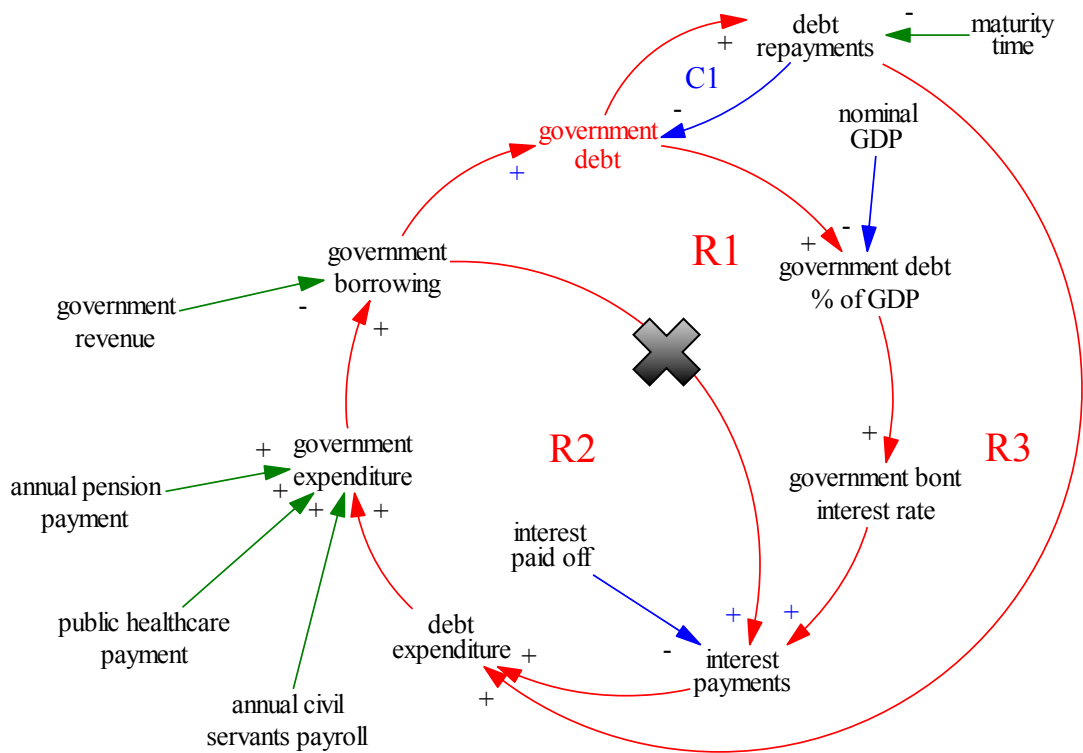 debt
repayments
-
maturity
time
+
C1
-
government
debt
nominal
GDP
+
R1
-
+
government debt
% of GDP
government
borrowing
government
revenue
-
+
government
expenditure
+
+
+
+
annual pension
payment
R2
+
R3
government bont
interest rate
interest
paid off
public healthcare
payment
debt
expenditure
+
+
+
+
-
interest
payments
annual civil
servants payroll